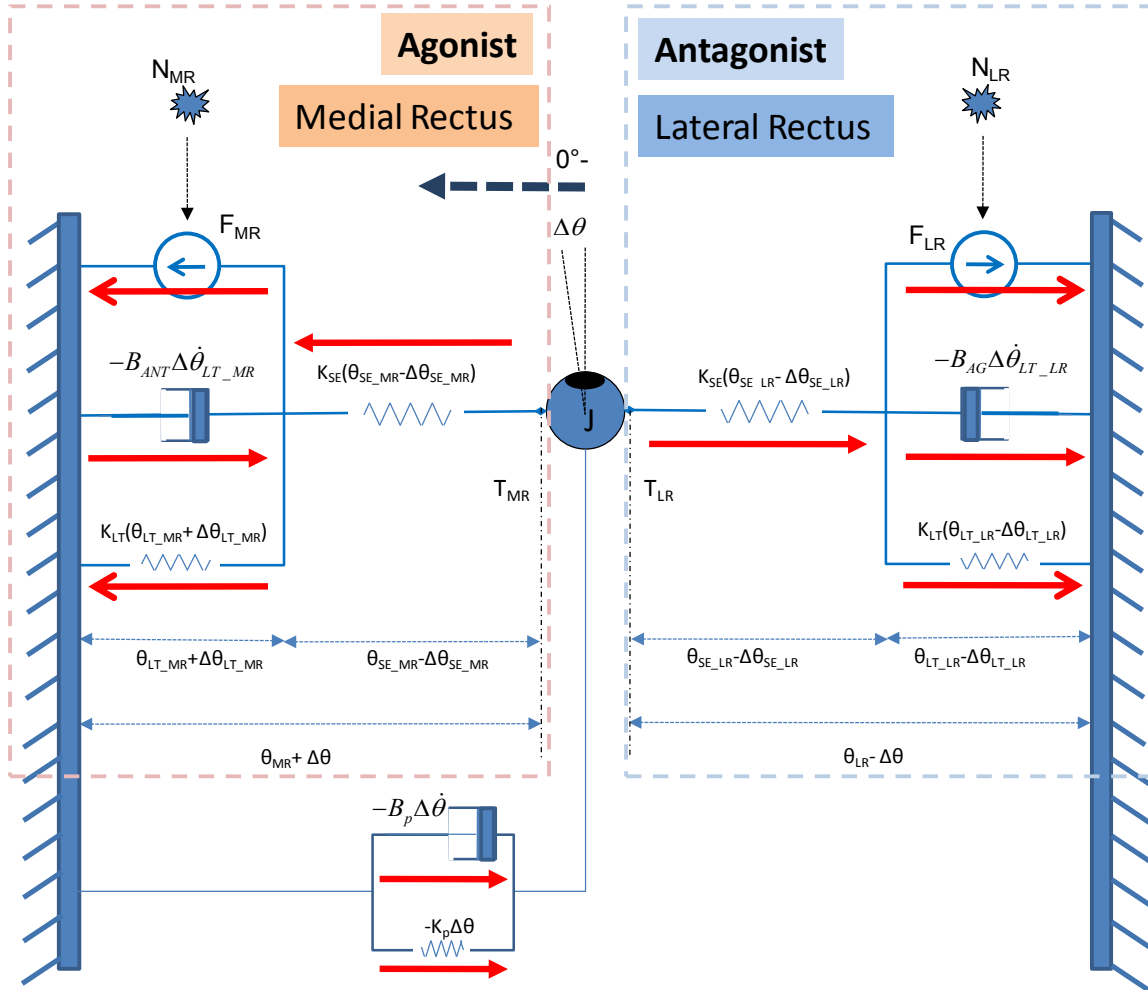 Agonist
Antagonist
N_MR
N_LR
Medial Rectus
Lateral Rectus
0°-
F_MR
Δθ
F_LR
-B_ANT Δθ̇_LT_MR
K_SE(θ_SE_MR-Δθ_SE_MR)
K_SE(θ_SE_LR-Δθ_SE_LR)
-B_AG Δθ̇_LT_LR
J
T_MR
T_LR
K_LT(θ_LT_MR+ Δθ_LT_MR)
K_LT(θ_LT_LR-Δθ_LT_LR)
θ_LT_MR+Δθ_LT_MR
θ_SE_MR-Δθ_SE_MR
θ_SE_LR-Δθ_SE_LR
θ_LT_LR-Δθ_LT_LR
θ_MR+ Δθ
θ_LR- Δθ
-B_p Δθ̇
-K_pΔθ